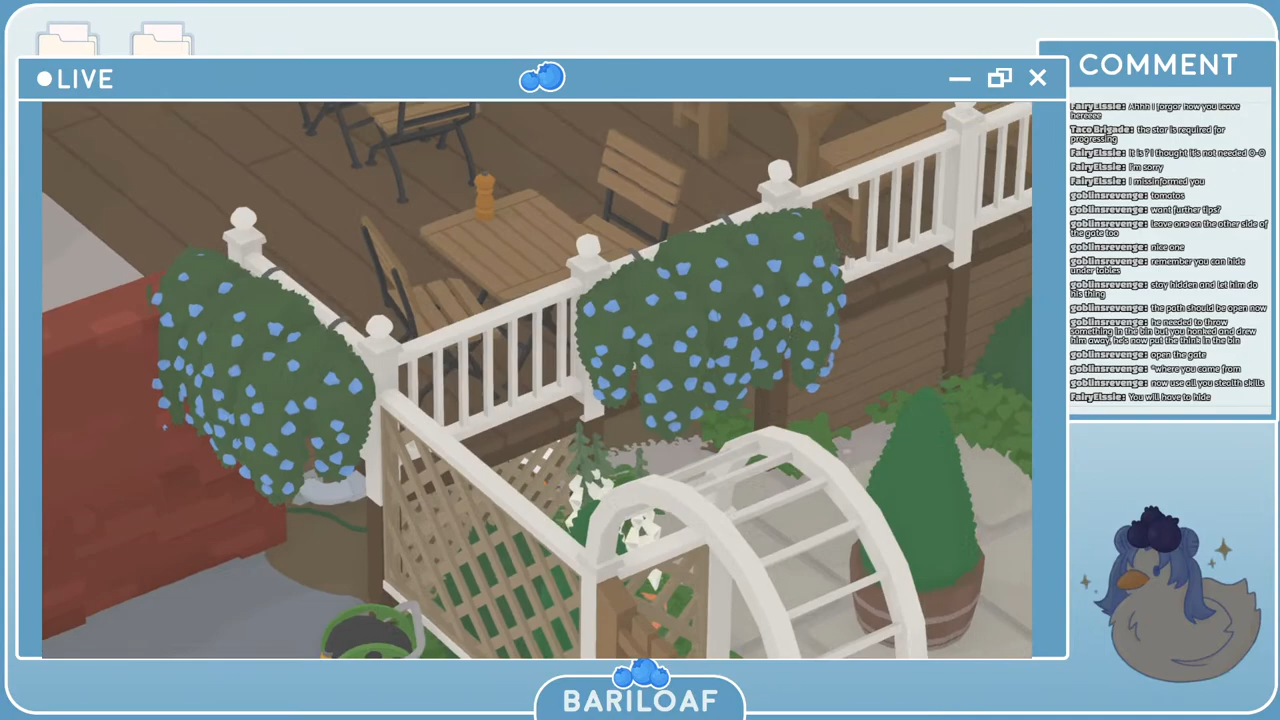 LIVE
COMMENT
FairyElssie: Ahhh I forgor how you leave
hereeee
Taco Brigade: the star is required for
progressing
FairyElssie: It is ? I thought it's not needed O-O
FairyElssie: I'm sorry
FairyElssie: I missinformed you
goblinsrevenge: tomatos
goblinsrevenge: want further tips?
goblinsrevenge: leave one on the other side of
the gate too
goblinsrevenge: nice one
goblinsrevenge: remember you can hide
under tables
goblinsrevenge: stay hidden and let him do
his thing
goblinsrevenge: the path should be open now
goblinsrevenge: he needed to throw
something in the bin but you honked and drew
him away, he's now put the think in the bin
goblinsrevenge: open the gate
goblinsrevenge: *where you came from
goblinsrevenge: now use all you stealth skills
FairyElssie: You will have to hide
BARILOAF